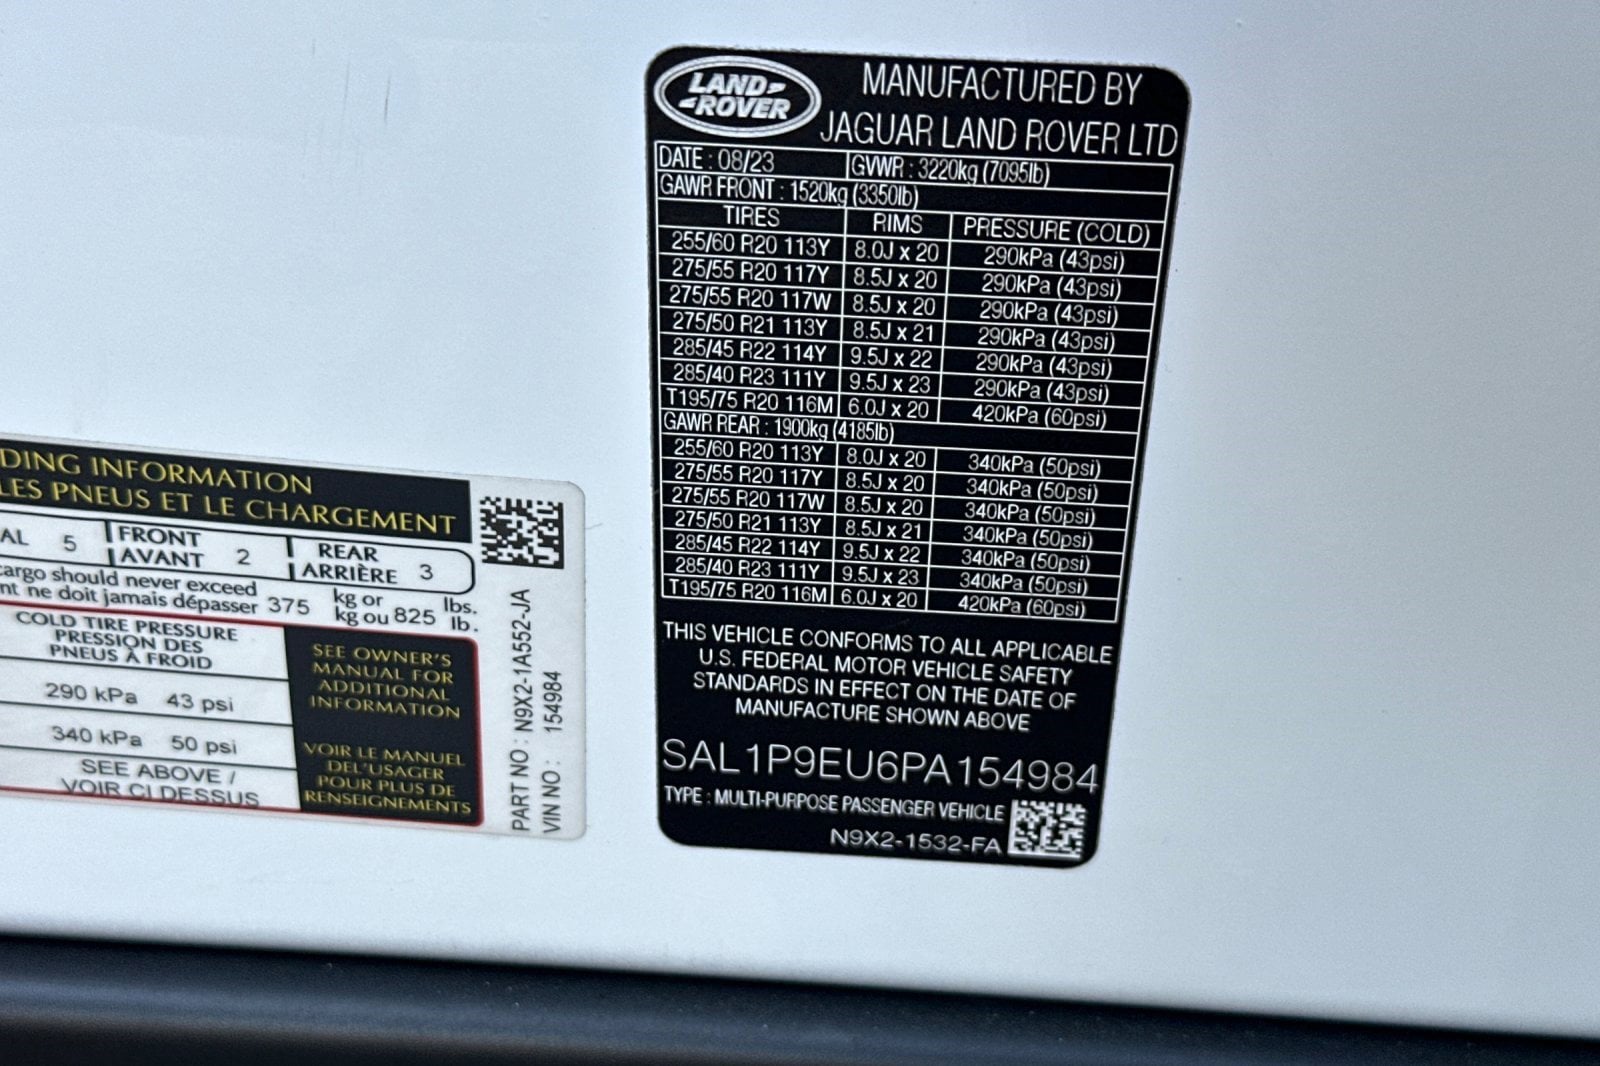 LAND
ROVER
MANUFACTURED BY
JAGUAR LAND ROVER LTD
DATE : 08/23 GVWR : 3220kg (7095lb)
GAWR FRONT : 1520kg (3350lb)
TIRES RIMS PRESSURE (COLD)
255/60 R20 113Y 8.0J x 20 290kPa (43psi)
275/55 R20 117Y 8.5J x 20 290kPa (43psi)
275/55 R20 117W 8.5J x 20 290kPa (43psi)
275/50 R21 113Y 8.5J x 21 290kPa (43psi)
285/45 R22 114Y 9.5J x 22 290kPa (43psi)
285/40 R23 111Y 9.5J x 23 290kPa (43psi)
T195/75 R20 116M 6.0J x 20 420kPa (60psi)
GAWR REAR : 1900kg (4185lb)
255/60 R20 113Y 8.0J x 20 340kPa (50psi)
275/55 R20 117Y 8.5J x 20 340kPa (50psi)
275/55 R20 117W 8.5J x 20 340kPa (50psi)
275/50 R21 113Y 8.5J x 21 340kPa (50psi)
285/45 R22 114Y 9.5J x 22 340kPa (50psi)
285/40 R23 111Y 9.5J x 23 340kPa (50psi)
T195/75 R20 116M 6.0J x 20 420kPa (60psi)
THIS VEHICLE CONFORMS TO ALL APPLICABLE
U.S. FEDERAL MOTOR VEHICLE SAFETY
STANDARDS IN EFFECT ON THE DATE OF
MANUFACTURE SHOWN ABOVE
SAL1P9EU6PA154984
TYPE : MULTI-PURPOSE PASSENGER VEHICLE
N9X2-1532-FA
DING INFORMATION
LES PNEUS ET LE CHARGEMENT
AL 5 FRONT AVANT 2 REAR ARRIÈRE 3
cargo should never exceed
nt ne doit jamais dépasser 375 kg or kg ou 825 lbs. lb.
COLD TIRE PRESSURE
PRESSION DES
PNEUS À FROID
290 kPa 43 psi
340 kPa 50 psi
SEE ABOVE /
VOIR CI DESSUS
SEE OWNER'S
MANUAL FOR
ADDITIONAL
INFORMATION
VOIR LE MANUEL
DE L'USAGER
POUR PLUS DE
RENSEIGNEMENTS
PART NO : N9X2-1A552-JA
VIN NO : 154984